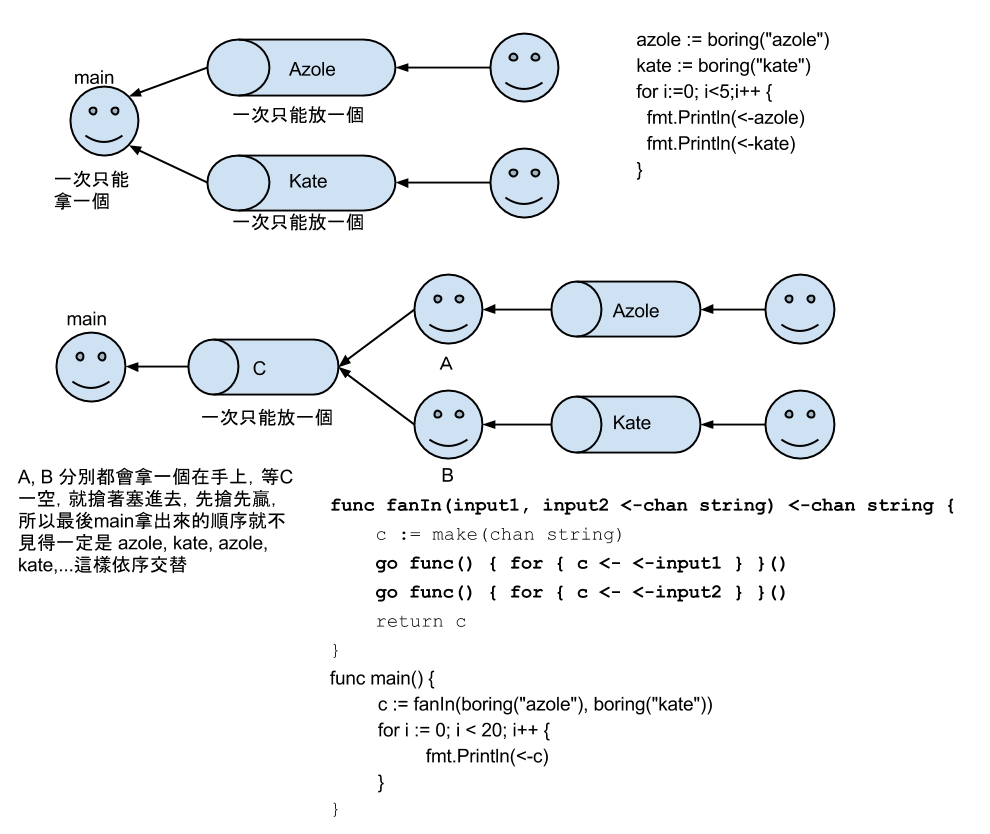 main
Azole
一次只能放一個
Kate
一次只能放一個
一次只能
拿一個
azole := boring("azole")
kate := boring("kate")
for i:=0; i<5;i++ {
fmt.Println(<-azole)
fmt.Println(<-kate)
}
main
C
一次只能放一個
A
Azole
B
Kate
A, B 分別都會拿一個在手上, 等C
一空, 就搶著塞進去, 先搶先贏,
所以最後main拿出來的順序就不
見得一定是 azole, kate, azole,
kate,...這樣依序交替
func fanIn(input1, input2 <-chan string) <-chan string {
c := make(chan string)
go func() { for { c <- <-input1 } }()
go func() { for { c <- <-input2 } }()
return c
}
func main() {
c := fanIn(boring("azole"), boring("kate"))
for i := 0; i < 20; i++ {
fmt.Println(<-c)
}
}